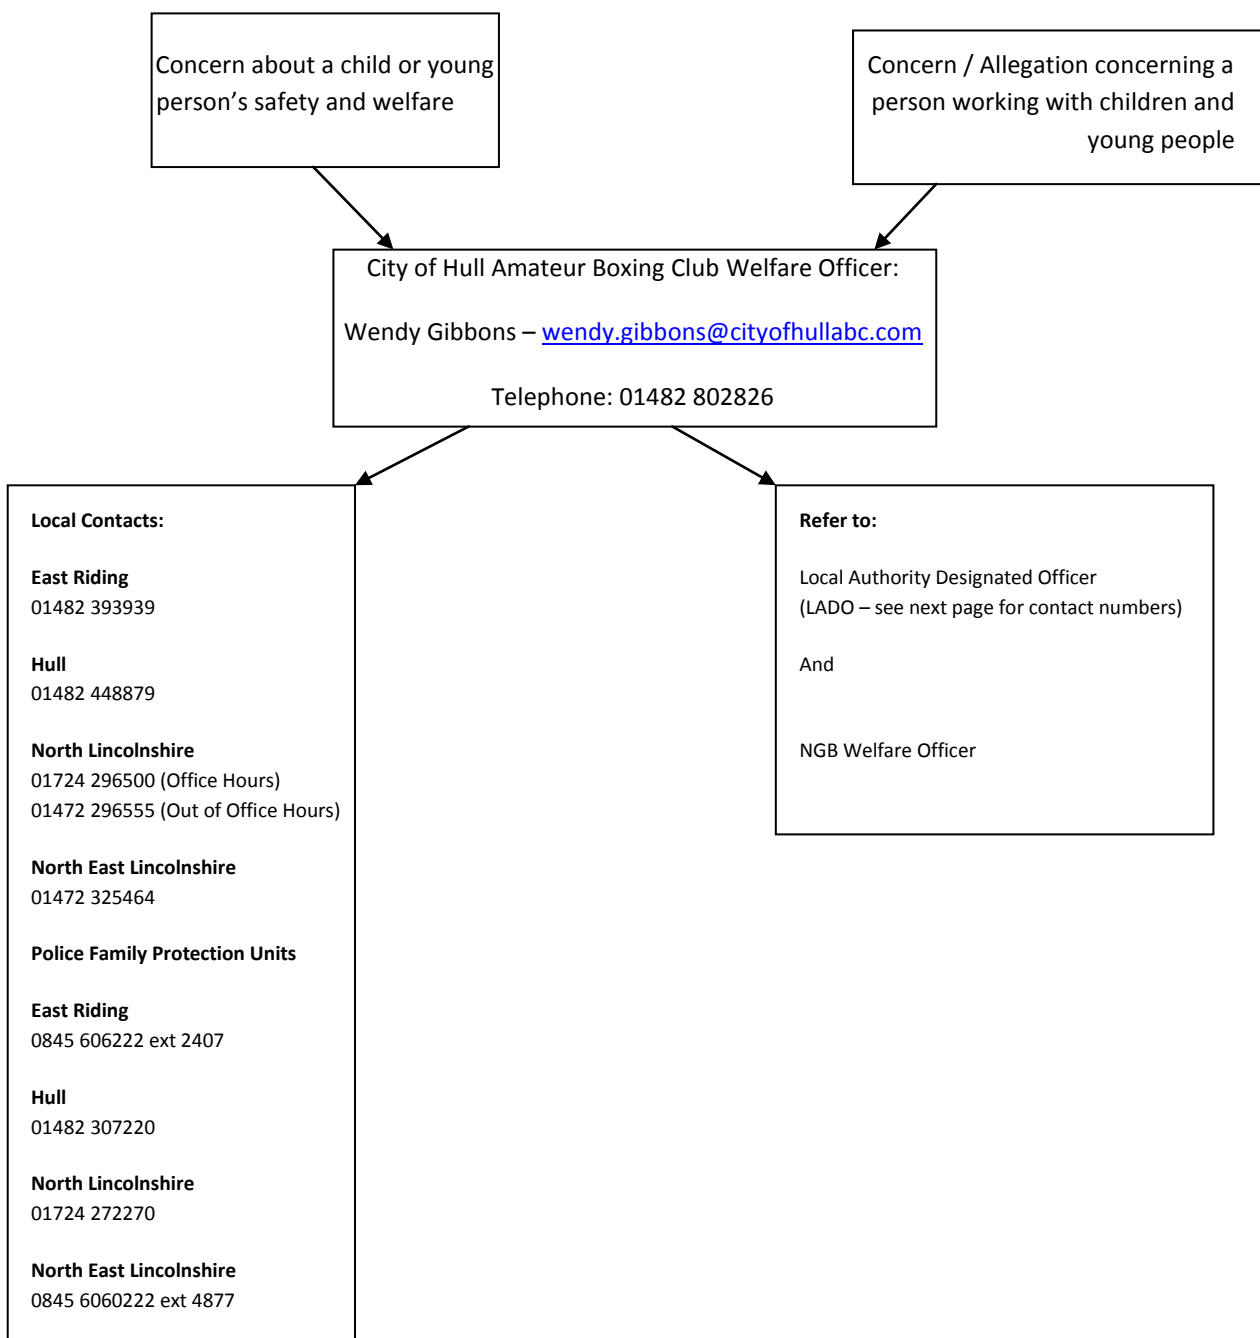 Concern about a child or young
person’s safety and welfare
Concern / Allegation concerning a
person working with children and
young people
City of Hull Amateur Boxing Club Welfare Officer:
Wendy Gibbons – wendy.gibbons@cityofhullabc.com
Telephone: 01482 802826
Local Contacts:
East Riding
01482 393939
Hull
01482 448879
North Lincolnshire
01724 296500 (Office Hours)
01472 296555 (Out of Office Hours)
North East Lincolnshire
01472 325464
Police Family Protection Units
East Riding
0845 606222 ext 2407
Hull
01482 307220
North Lincolnshire
01724 272270
North East Lincolnshire
0845 6060222 ext 4877
Refer to:
Local Authority Designated Officer
(LADO – see next page for contact numbers)
And
NGB Welfare Officer